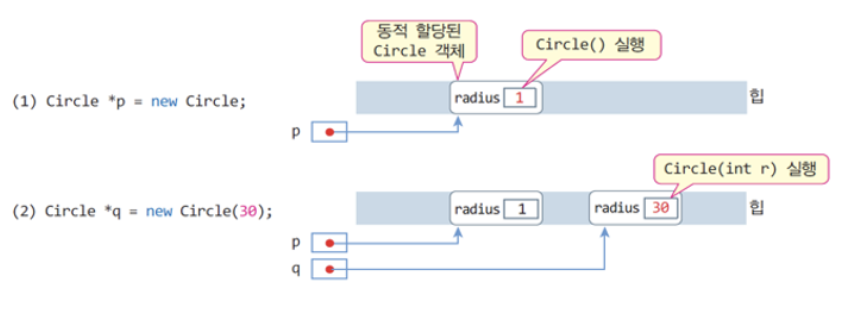 동적 할당된
Circle 객체
Circle() 실행
(1) Circle *p = new Circle;
radius 1
힙
p
Circle(int r) 실행
(2) Circle *q = new Circle(30);
radius 1
radius 30
힙
p
q